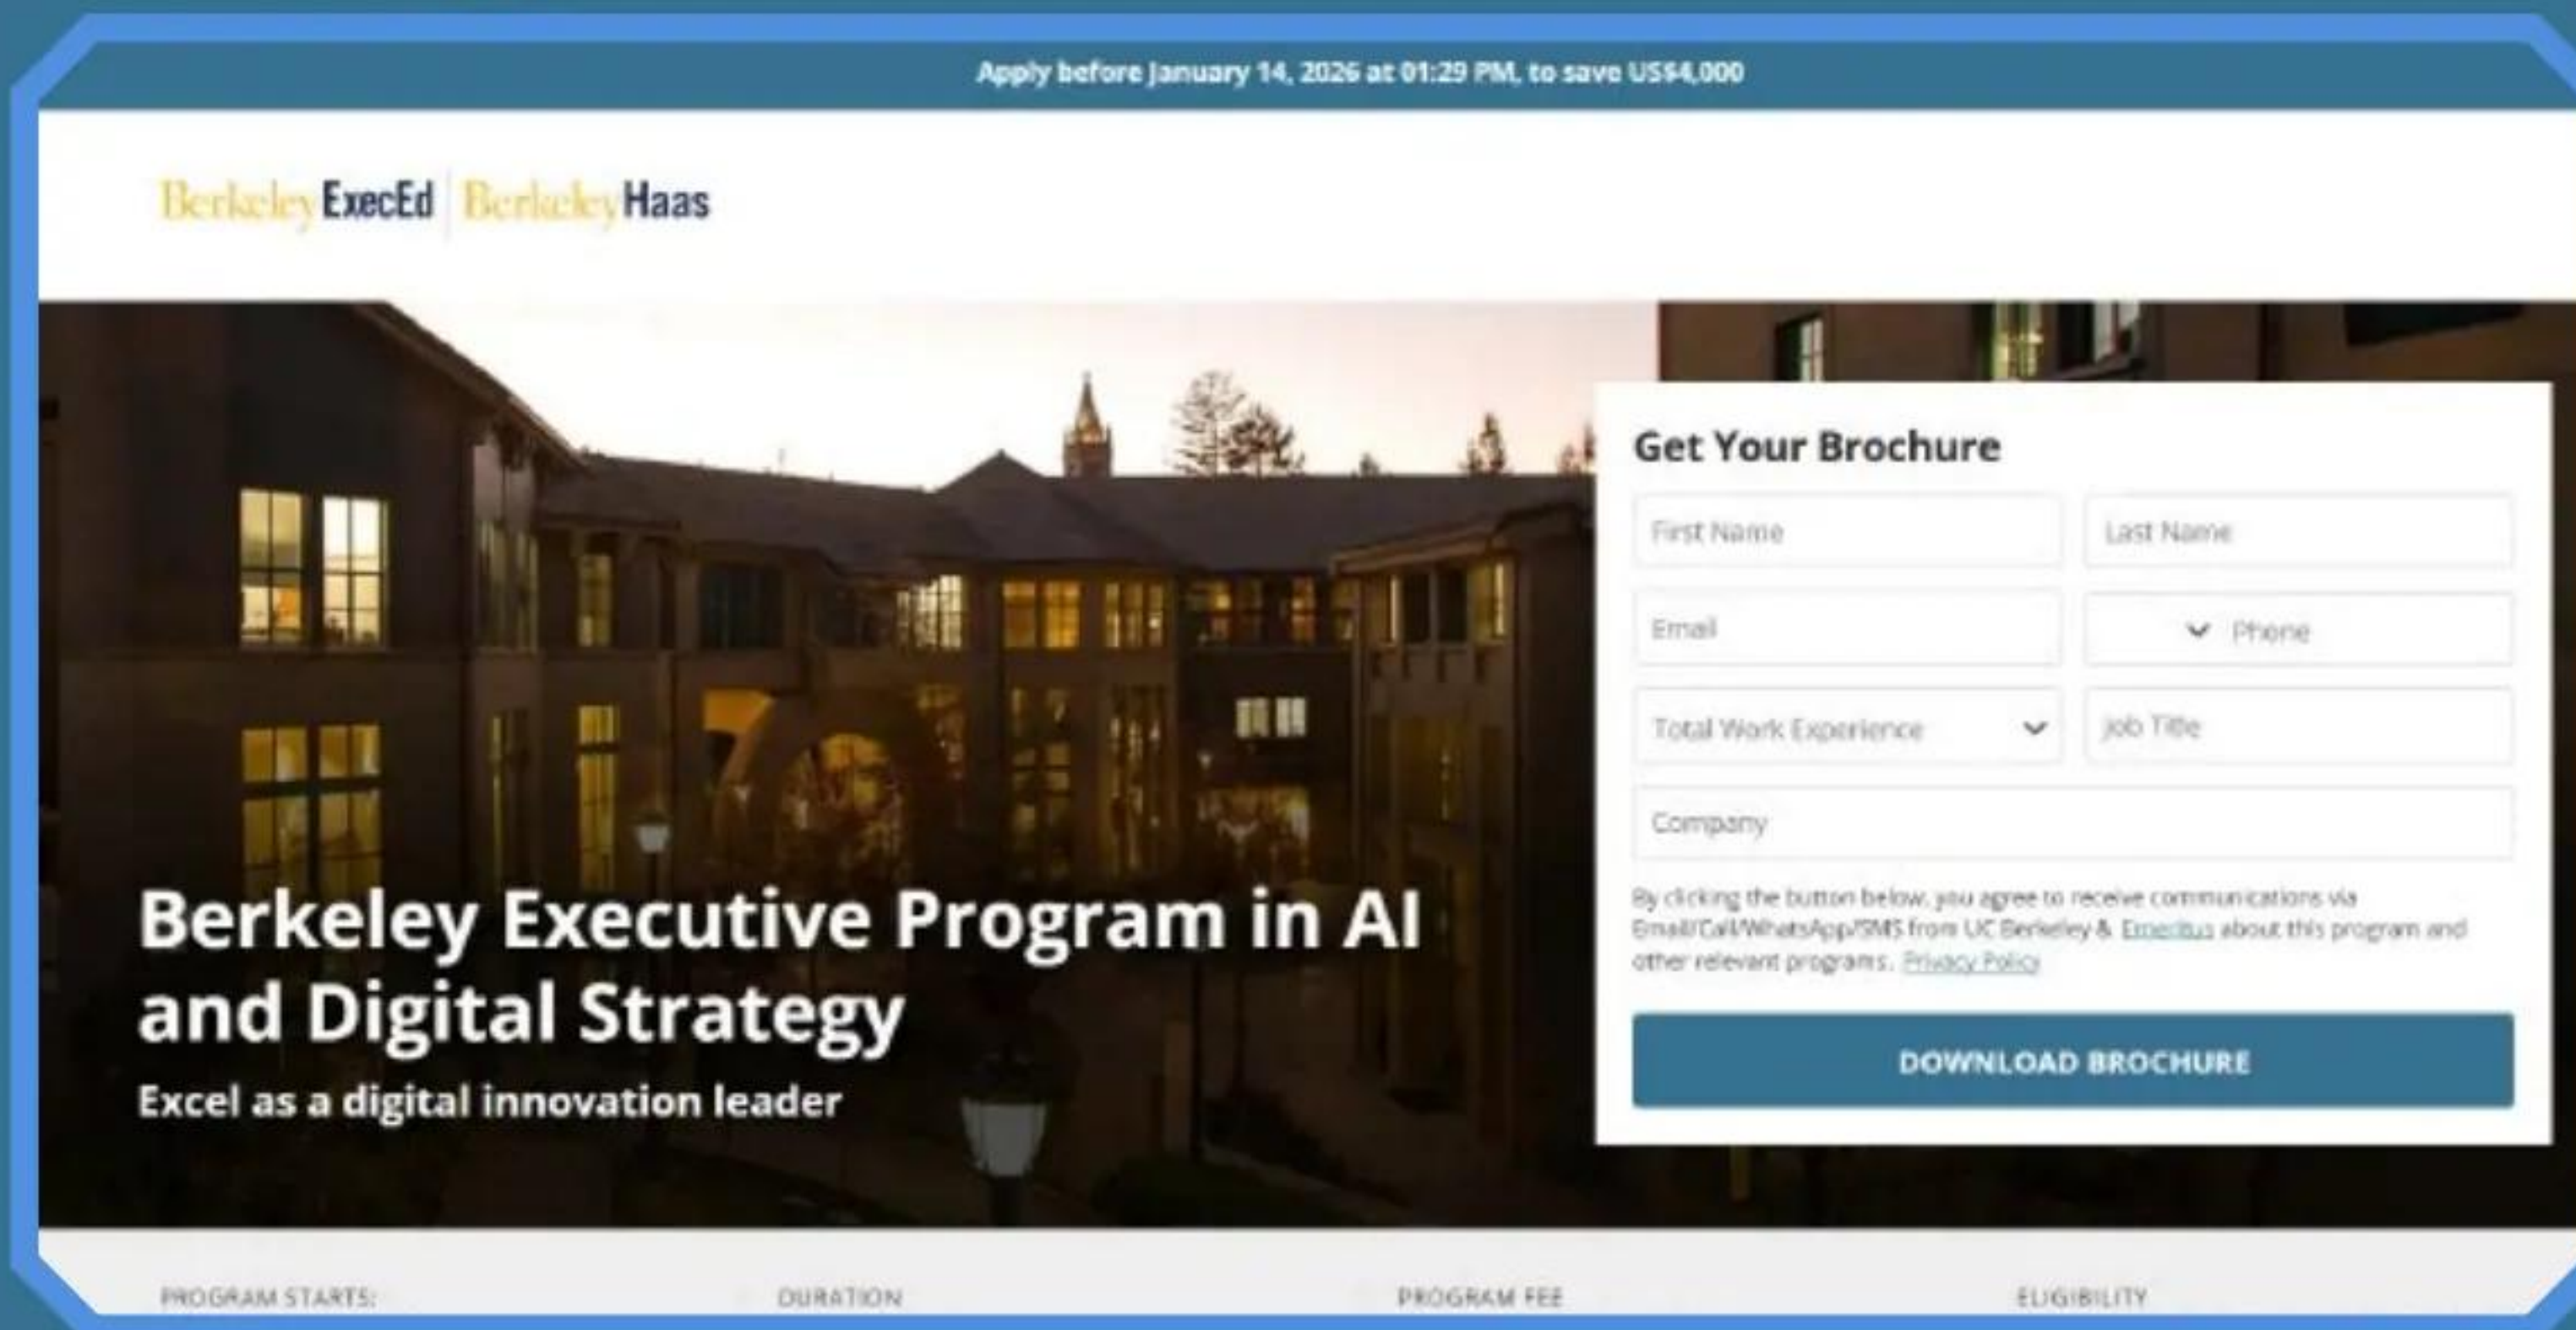 Apply before January 14, 2026 at 01:29 PM, to save US$4,000
BerkeleyExecEd | BerkeleyHaas
Get Your Brochure
First Name
Last Name
Email
Phone
Total Work Experience
Job Title
Company
By clicking the button below, you agree to receive communications via
Email/Call/WhatsApp/SMS from UC Berkeley & Emeritus about this program and
other relevant programs. Privacy Policy
DOWNLOAD BROCHURE
Berkeley Executive Program in AI
and Digital Strategy
Excel as a digital innovation leader
PROGRAM STARTS:
DURATION
PROGRAM FEE
ELIGIBILITY